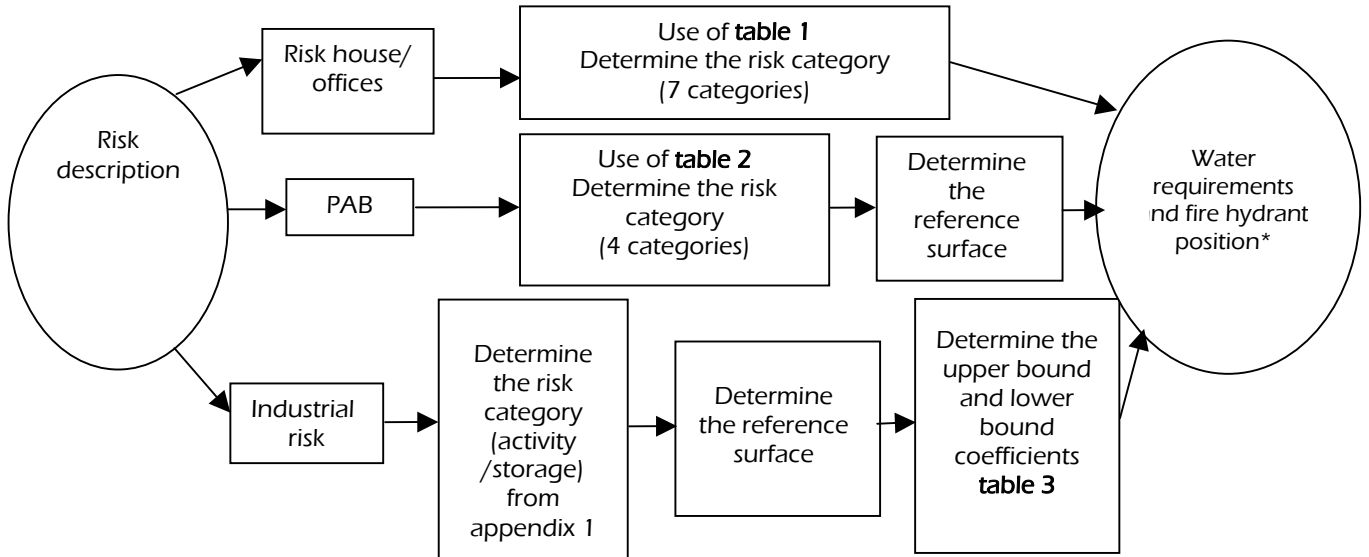 Risk
description
Risk house/
offices
Use of table 1
Determine the risk category
(7 categories)
PAB
Use of table 2
Determine the risk
category
(4 categories)
Determine
the
reference
surface
Industrial
risk
Determine
the risk
category
(activity
/storage)
from
appendix 1
Determine
the reference
surface
Determine the
upper bound
and lower
bound
coefficients
table 3
Water
requirements
nd fire hydrant
position*